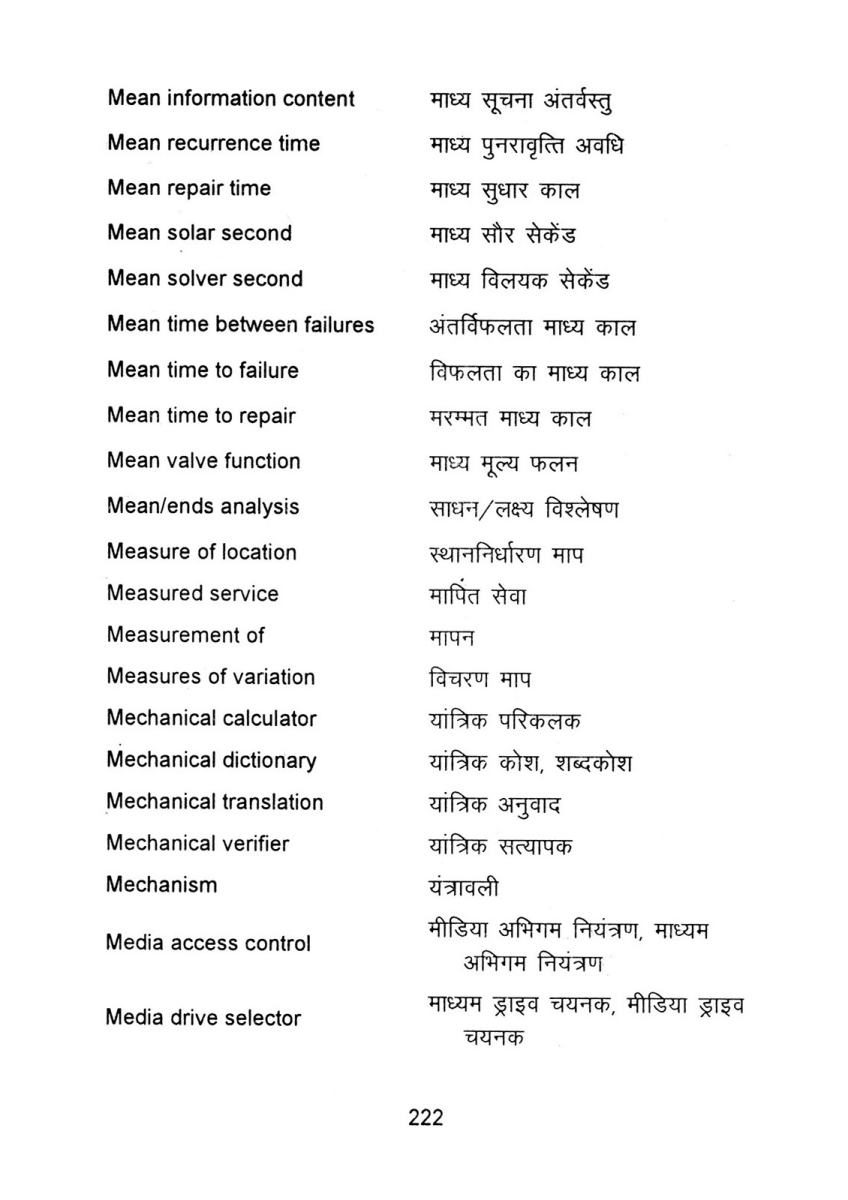 Mean information content माध्य सूचना अंतर्वस्तु
Mean recurrence time माध्य पुनरावृत्ति अवधि
Mean repair time माध्य सुधार काल
Mean solar second माध्य सौर सेकेंड
Mean solver second माध्य विलयक सेकेंड
Mean time between failures अंतर्विफलता माध्य काल
Mean time to failure विफलता का माध्य काल
Mean time to repair मरम्मत माध्य काल
Mean valve function माध्य मूल्य फलन
Mean/ends analysis साधन/लक्ष्य विश्लेषण
Measure of location स्थाननिर्धारण माप
Measured service मापित सेवा
Measurement of मापन
Measures of variation विचरण माप
Mechanical calculator यांत्रिक परिकलक
Mechanical dictionary यांत्रिक कोश, शब्दकोश
Mechanical translation यांत्रिक अनुवाद
Mechanical verifier यांत्रिक सत्यापक
Mechanism यंत्रावली
Media access control मीडिया अभिगम नियंत्रण, माध्यम
अभिगम नियंत्रण
Media drive selector माध्यम ड्राइव चयनक, मीडिया ड्राइव
चयनक
222